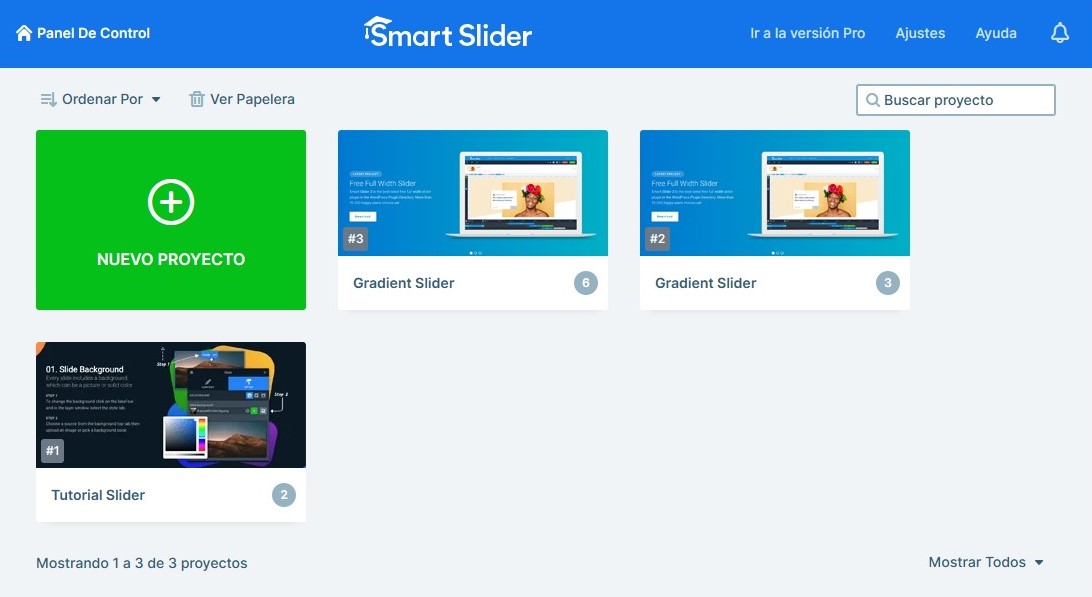 Panel De Control
Smart Slider
Ir a la versión Pro
Ajustes
Ayuda
Ordenar Por
Ver Papelera
Buscar proyecto
NUEVO PROYECTO
Free Full Width Slider
#3
Gradient Slider
6
Free Full Width Slider
#2
Gradient Slider
3
01. Slide Background
Every slide includes a background,
which can be a picture or solid color
Step 1
Step 2
#1
Tutorial Slider
2
Mostrando 1 a 3 de 3 proyectos
Mostrar Todos